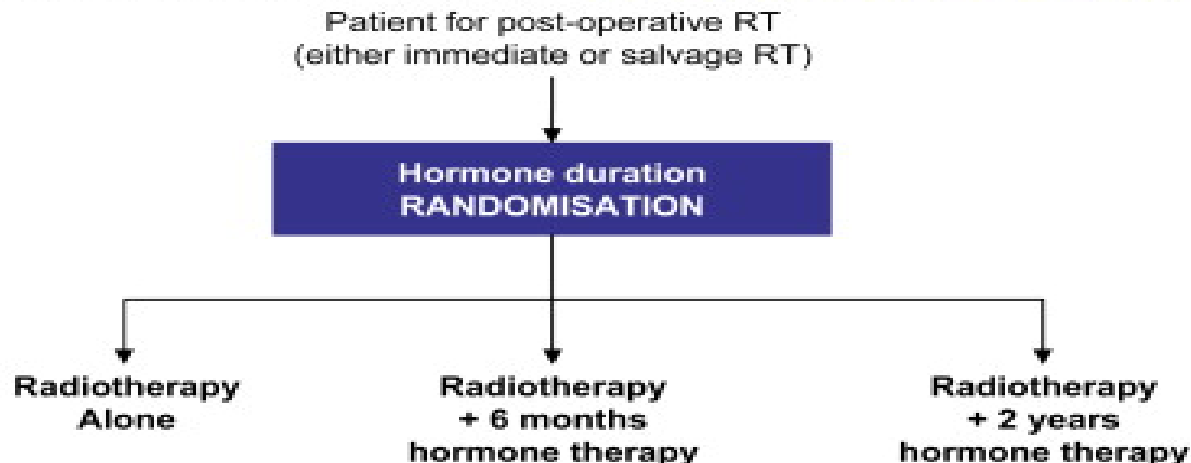 Patient for post-operative RT
(either immediate or salvage RT)
Hormone duration
RANDOMISATION
Radiotherapy
Alone
Radiotherapy
+ 6 months
hormone therapy
Radiotherapy
+ 2 years
hormone therapy